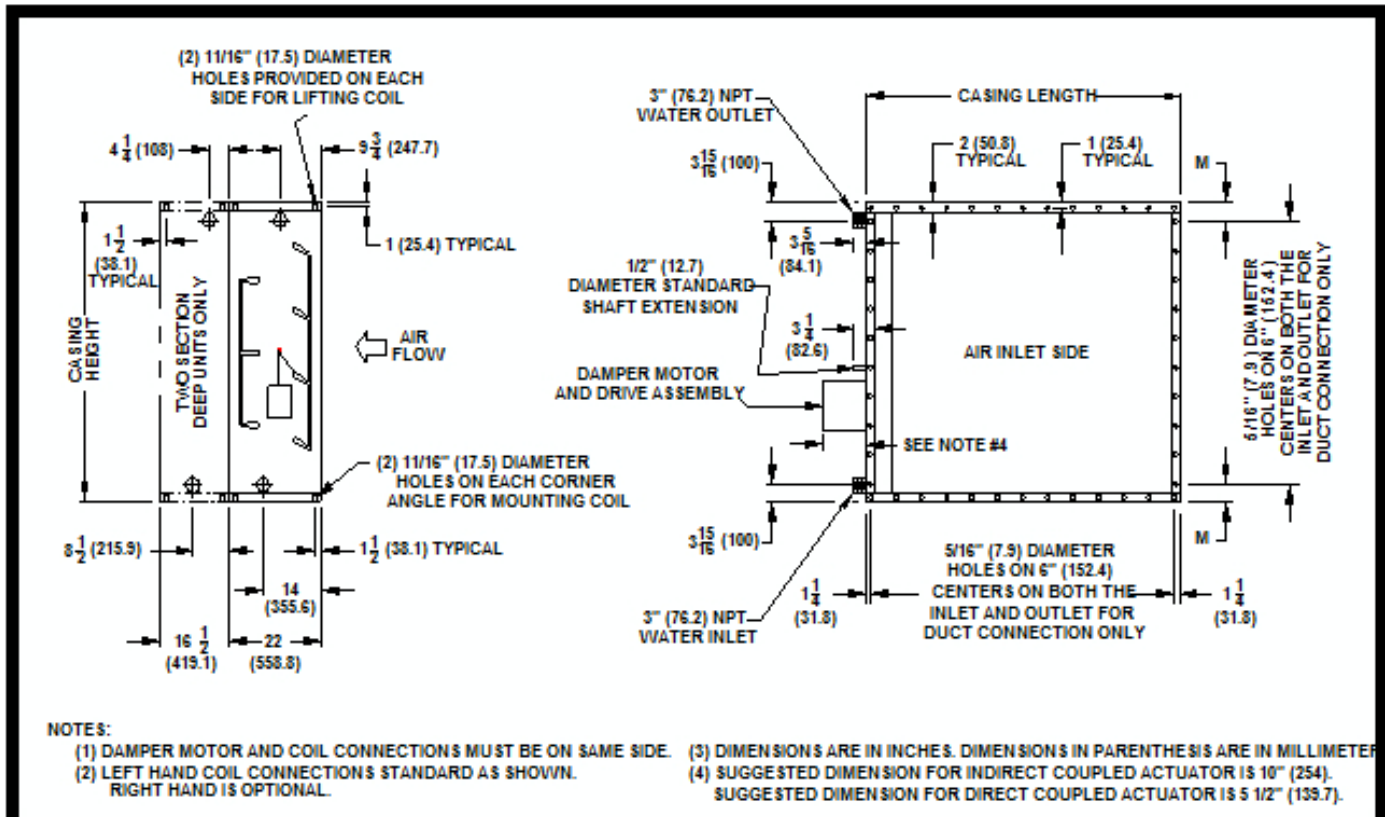 (2) 11/16" (17.5) DIAMETER
HOLES PROVIDED ON EACH
SIDE FOR LIFTING COIL
4 1/4 (108)
9 3/4 (247.7)
1 1/2
(38.1)
TYPICAL
1 (25.4) TYPICAL
CASING
HEIGHT
TWO SECTION
DEEP UNITS ONLY
AIR
FLOW
(2) 11/16" (17.5) DIAMETER
HOLES ON EACH CORNER
ANGLE FOR MOUNTING COIL
8 1/2 (215.9)
1 1/2 (38.1) TYPICAL
14
(355.6)
16 1/2
(419.1)
22
(558.8)
3" (76.2) NPT
WATER OUTLET
CASING LENGTH
3 15/16 (100)
2 (50.8)
TYPICAL
1 (25.4)
TYPICAL
M
3 5/16
(84.1)
1/2" (12.7)
DIAMETER STANDARD
SHAFT EXTENSION
3 1/4
(82.6)
AIR INLET SIDE
DAMPER MOTOR
AND DRIVE ASSEMBLY
SEE NOTE #4
5/16" (7.9) DIAMETER
HOLES ON 6" (152.4)
CENTERS ON BOTH THE
INLET AND OUTLET FOR
DUCT CONNECTION ONLY
3 15/16 (100)
M
5/16" (7.9) DIAMETER
HOLES ON 6" (152.4)
CENTERS ON BOTH THE
INLET AND OUTLET FOR
DUCT CONNECTION ONLY
1 1/4
(31.8)
1 1/4
(31.8)
3" (76.2) NPT
WATER INLET
NOTES:
(1) DAMPER MOTOR AND COIL CONNECTIONS MUST BE ON SAME SIDE.
(2) LEFT HAND COIL CONNECTIONS STANDARD AS SHOWN.
RIGHT HAND IS OPTIONAL.
(3) DIMENSIONS ARE IN INCHES. DIMENSIONS IN PARENTHESIS ARE IN MILLIMETER
(4) SUGGESTED DIMENSION FOR INDIRECT COUPLED ACTUATOR IS 10" (254).
SUGGESTED DIMENSION FOR DIRECT COUPLED ACTUATOR IS 5 1/2" (139.7).